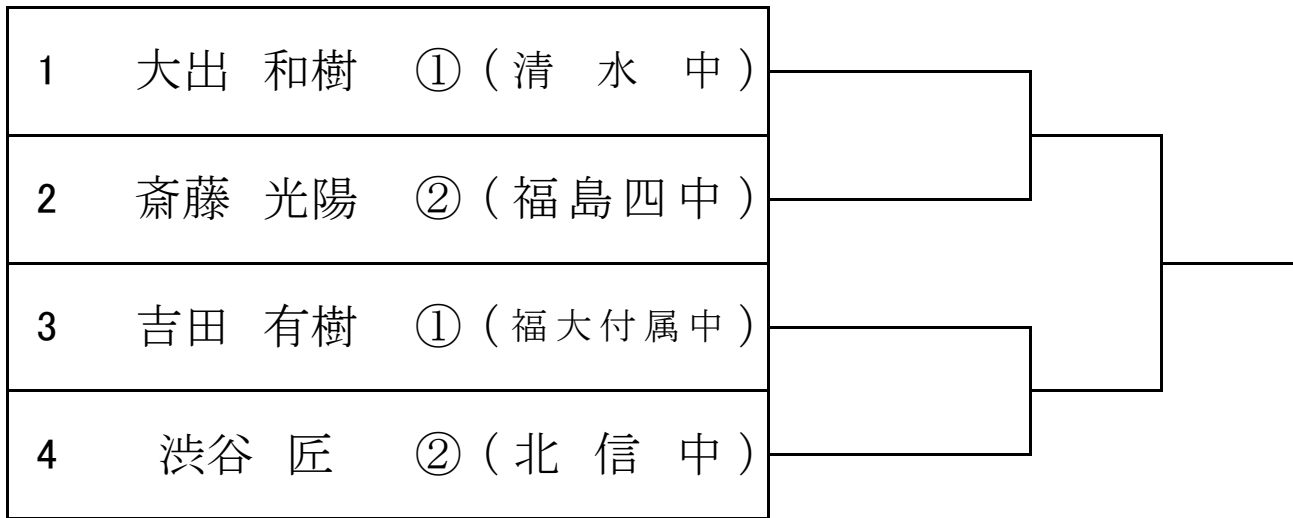 1 大出 和樹 ① (清 水 中)
2 斎藤 光陽 ② (福島四中)
3 吉田 有樹 ① (福大付属中)
4 渋谷 匠 ② (北 信 中)